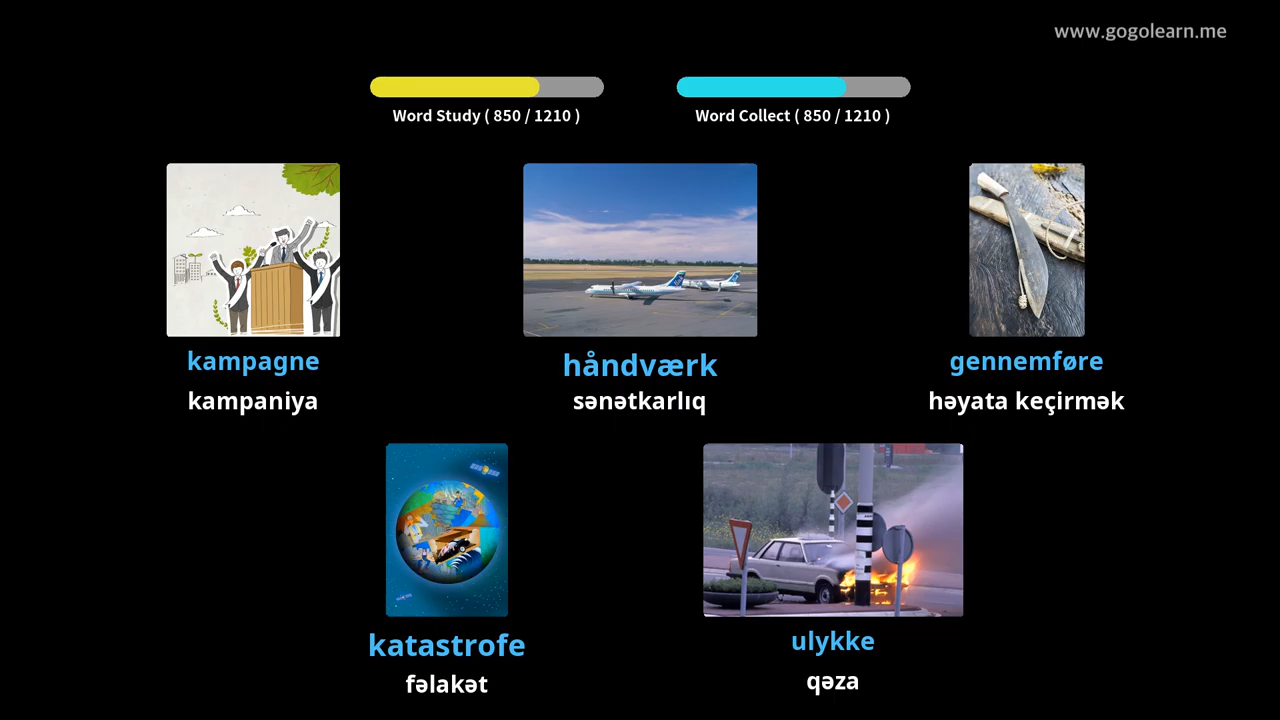 www.gogolearn.me
Word Study ( 850 / 1210 )
Word Collect ( 850 / 1210 )
kampagne
kampaniya
håndværk
sənətkarlıq
gennemføre
həyata keçirmək
katastrofe
fəlakət
ulykke
qəza